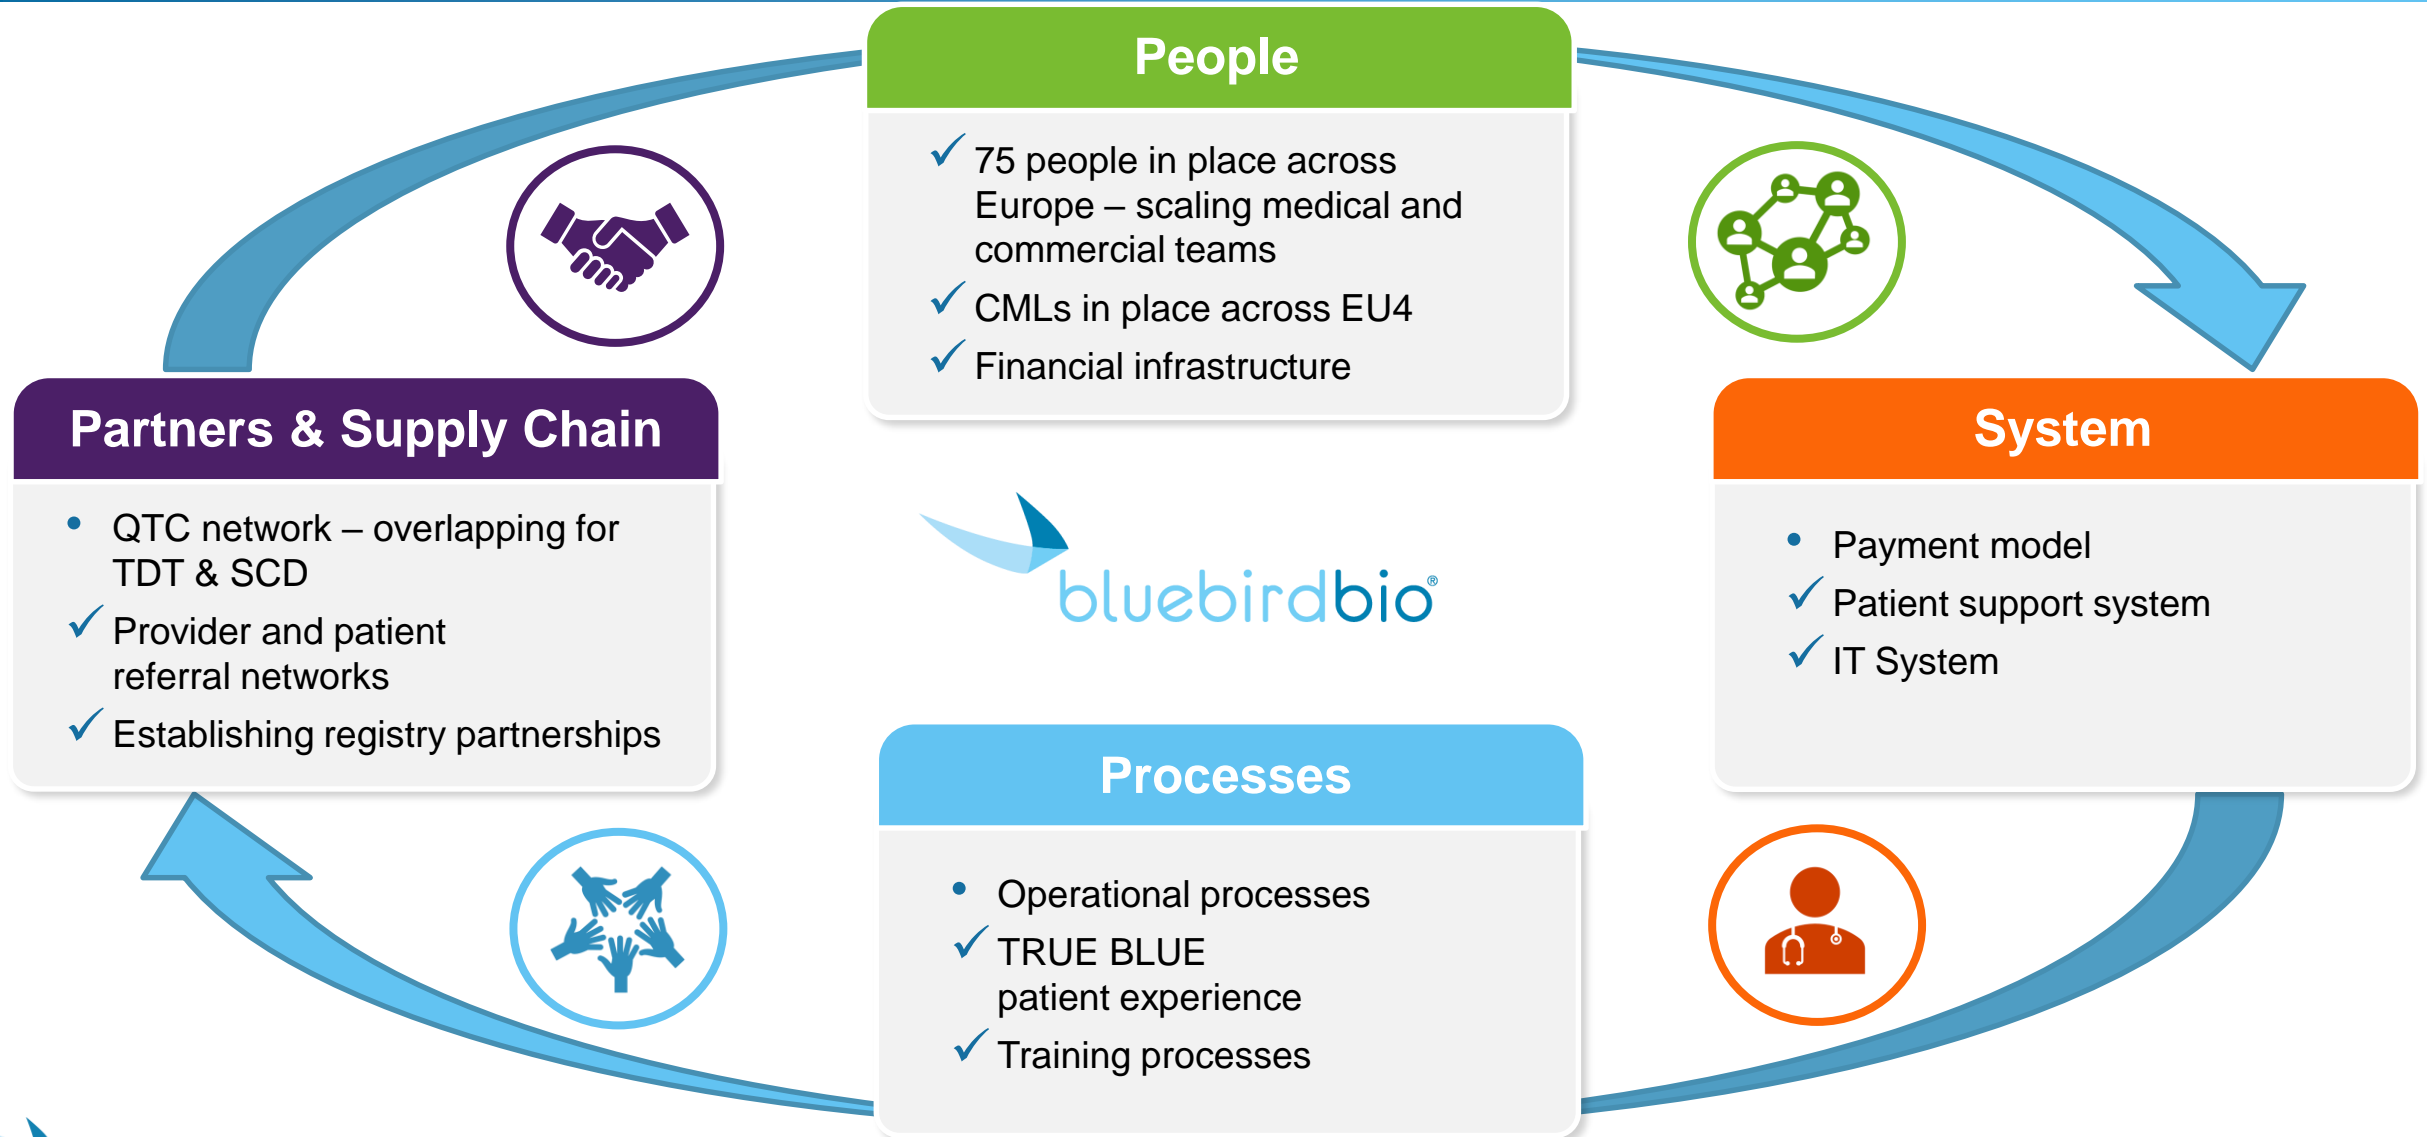 People
✓ 75 people in place across
Europe – scaling medical and
commercial teams
✓ CMLs in place across EU4
✓ Financial infrastructure
Partners & Supply Chain
• QTC network – overlapping for
TDT & SCD
✓ Provider and patient
referral networks
✓ Establishing registry partnerships
System
• Payment model
✓ Patient support system
✓ IT System
bluebirdbio®
Processes
• Operational processes
✓ TRUE BLUE
patient experience
✓ Training processes